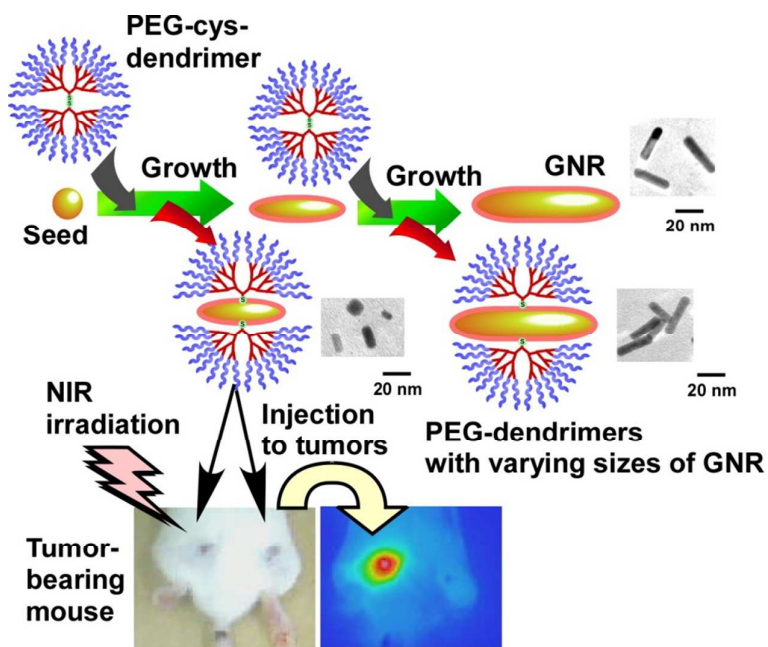 PEG-cys-
dendrimer
S
S
S
S
Growth
Growth
GNR
Seed
20 nm
S
S
S
S
20 nm
20 nm
NIR
irradiation
Injection
to tumors
PEG-dendrimers
with varying sizes of GNR
Tumor-
bearing
mouse